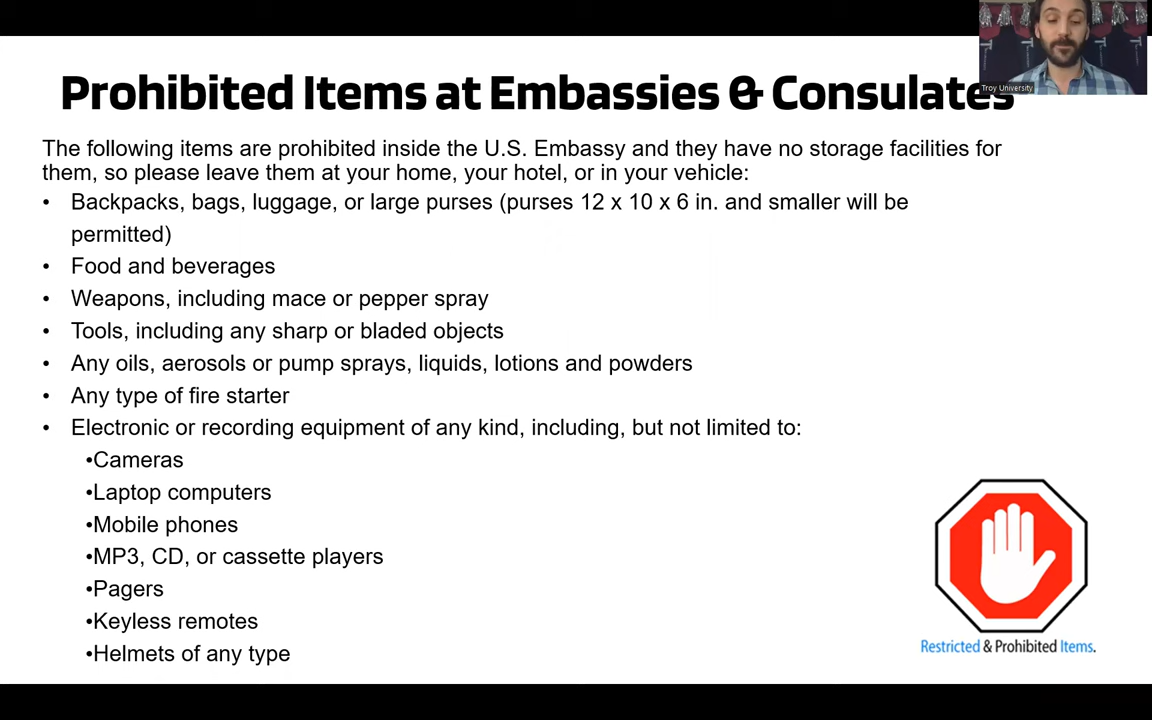 Prohibited Items at Embassies & Consulates
Troy University
The following items are prohibited inside the U.S. Embassy and they have no storage facilities for
them, so please leave them at your home, your hotel, or in your vehicle:
• Backpacks, bags, luggage, or large purses (purses 12 x 10 x 6 in. and smaller will be
permitted)
• Food and beverages
• Weapons, including mace or pepper spray
• Tools, including any sharp or bladed objects
• Any oils, aerosols or pump sprays, liquids, lotions and powders
• Any type of fire starter
• Electronic or recording equipment of any kind, including, but not limited to:
•Cameras
•Laptop computers
•Mobile phones
•MP3, CD, or cassette players
•Pagers
•Keyless remotes
•Helmets of any type
Restricted & Prohibited Items.